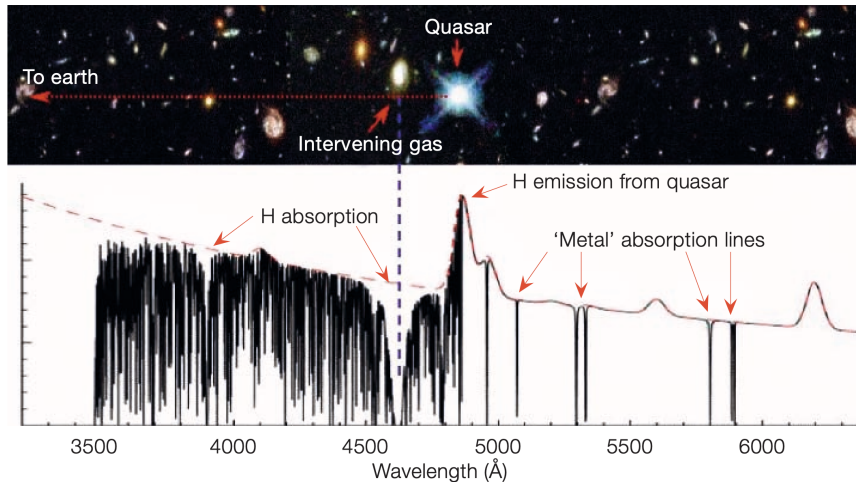 Quasar
To earth
Intervening gas
H emission from quasar
H absorption
‘Metal’ absorption lines
3500 4000 4500 5000 5500 6000
Wavelength (Å)